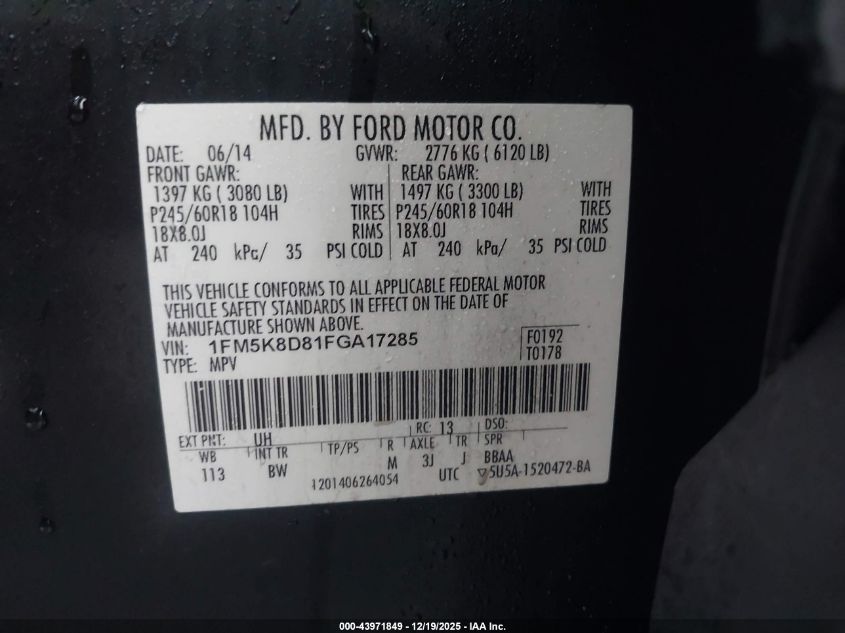 MFD. BY FORD MOTOR CO.
DATE: 06/14 GVWR: 2776 KG ( 6120 LB)
FRONT GAWR: REAR GAWR:
1397 KG ( 3080 LB) WITH 1497 KG ( 3300 LB) WITH
P245/60R18 104H TIRES P245/60R18 104H TIRES
18X8.0J RIMS 18X8.0J RIMS
AT 240 kPa/ 35 PSI COLD AT 240 kPa/ 35 PSI COLD
THIS VEHICLE CONFORMS TO ALL APPLICABLE FEDERAL MOTOR
VEHICLE SAFETY STANDARDS IN EFFECT ON THE DATE OF
MANUFACTURE SHOWN ABOVE.
VIN: 1FM5K8D81FGA17285 F0192
TYPE: MPV T0178
EXT PNT: UH RC: 13 DSO:
WB INT TR TP/PS R AXLE TR SPR
113 BW M 3J J BBAA
1201406264054 UTC ▽5U5A-1520472-BA
000-43971849 - 12/19/2025 - IAA Inc.